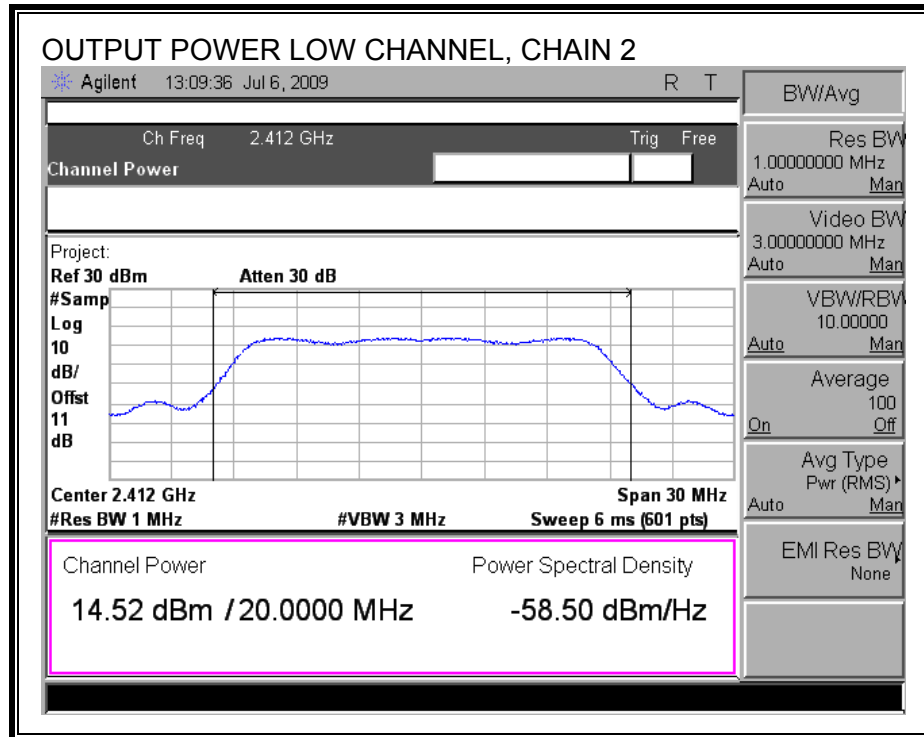 OUTPUT POWER LOW CHANNEL, CHAIN 2
Agilent 13:09:36 Jul 6, 2009 R T
Ch Freq 2.412 GHz Trig Free
Channel Power
Project:
Ref 30 dBm Atten 30 dB
#Samp
Log
10
dB/
Offst
11
dB
Center 2.412 GHz Span 30 MHz
#Res BW 1 MHz #VBW 3 MHz Sweep 6 ms (601 pts)
Channel Power Power Spectral Density
14.52 dBm / 20.0000 MHz -58.50 dBm/Hz
BW/Avg
Res BW
1.00000000 MHz
Auto Man
Video BW
3.00000000 MHz
Auto Man
VBW/RBW
10.00000
Auto Man
Average
100
On Off
Avg Type
Pwr (RMS)
Auto Man
EMI Res BW
None